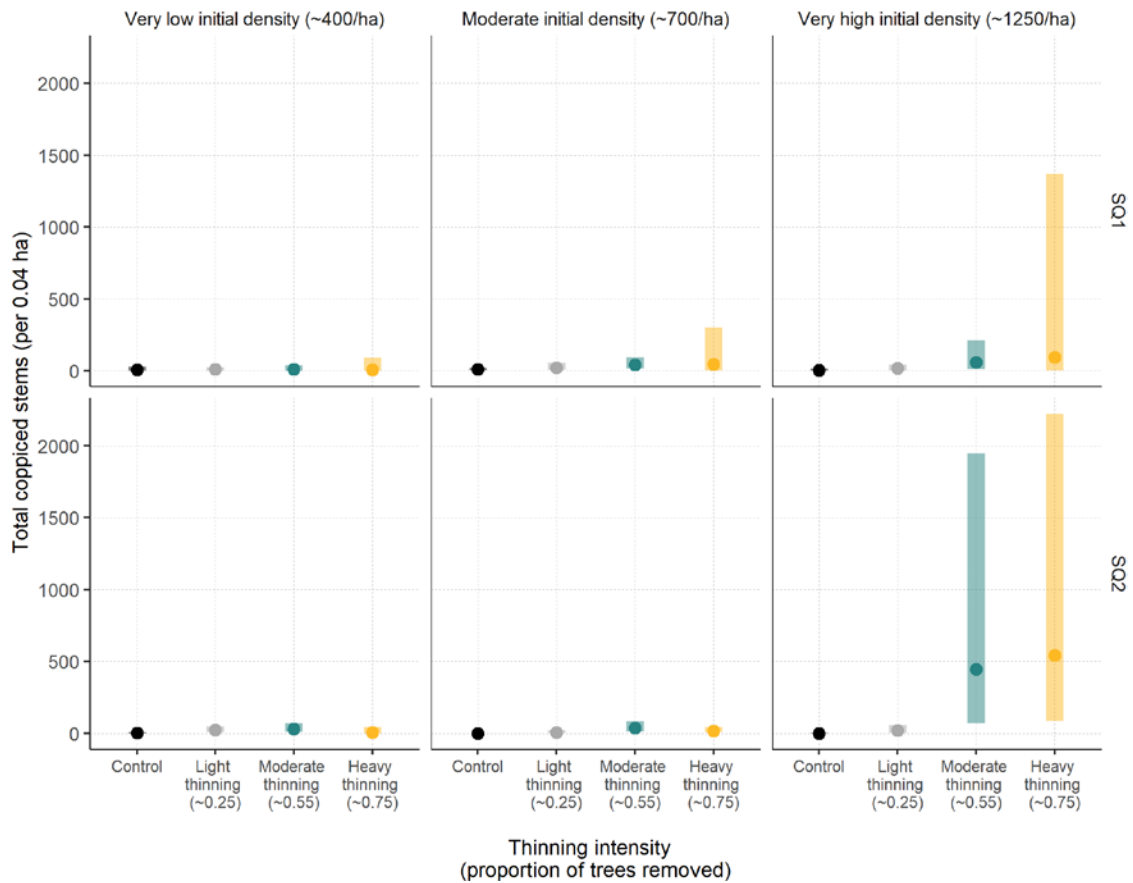 Very low initial density (~400/ha)
Moderate initial density (~700/ha)
Very high initial density (~1250/ha)
Total coppiced stems (per 0.04 ha)
2000
1500
1000
500
0
SQ1
2000
1500
1000
500
0
SQ2
Control
Light
thinning
(~0.25)
Moderate
thinning
(~0.55)
Heavy
thinning
(~0.75)
Control
Light
thinning
(~0.25)
Moderate
thinning
(~0.55)
Heavy
thinning
(~0.75)
Control
Light
thinning
(~0.25)
Moderate
thinning
(~0.55)
Heavy
thinning
(~0.75)
Thinning intensity
(proportion of trees removed)